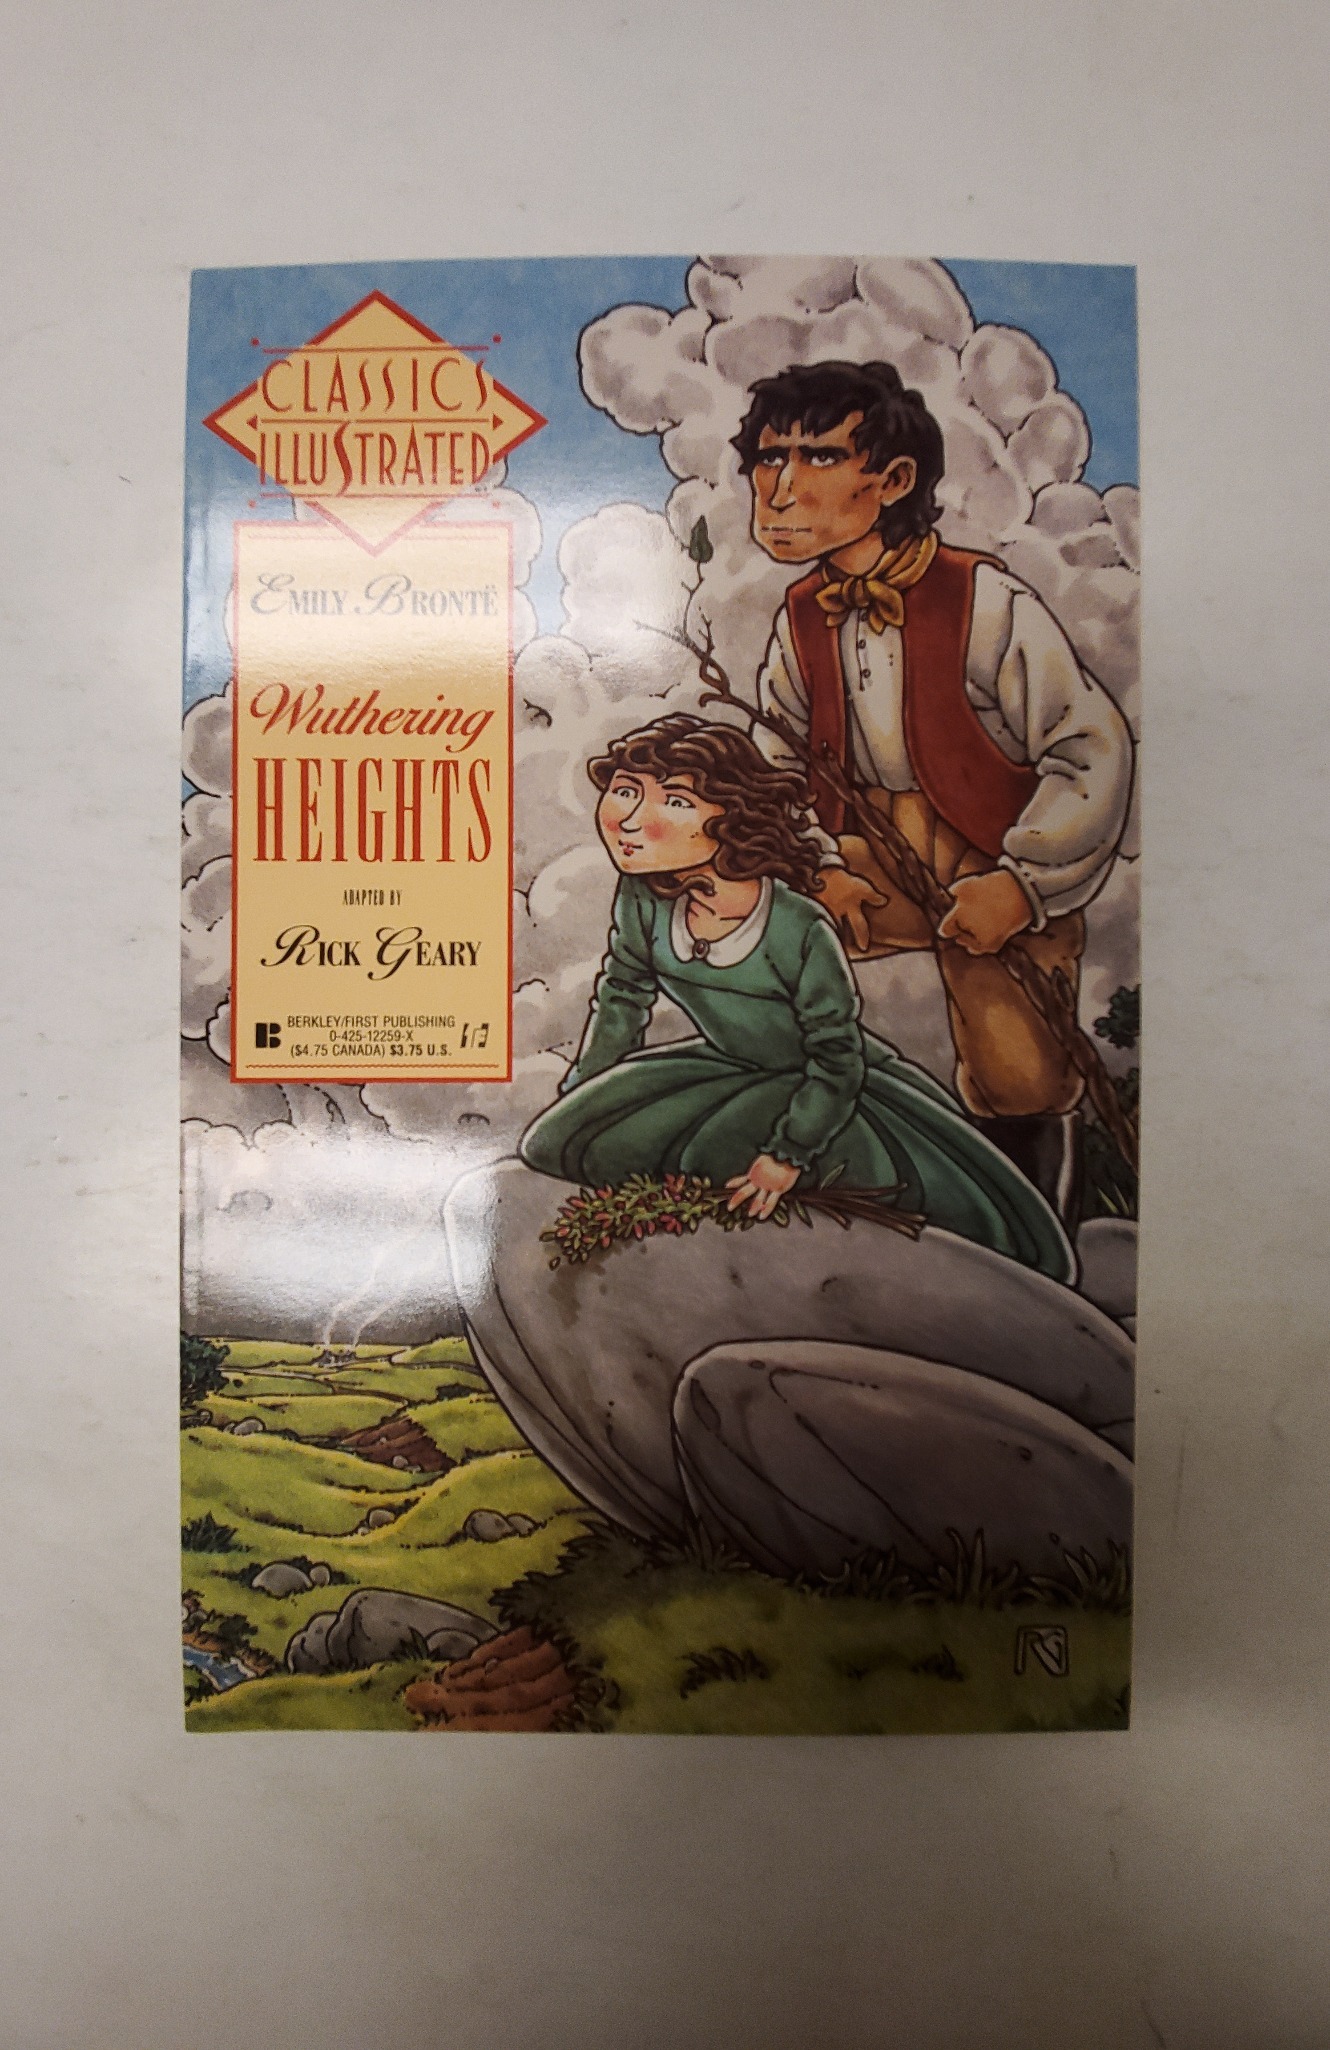 CLASSICS
ILLUSTRATED
EMILY BRONTË
Wuthering
HEIGHTS
ADAPTED BY
RICK GEARY
B
BERKLEY/FIRST PUBLISHING
0-425-12259-X
($4.75 CANADA) $3.75 U.S.
RG